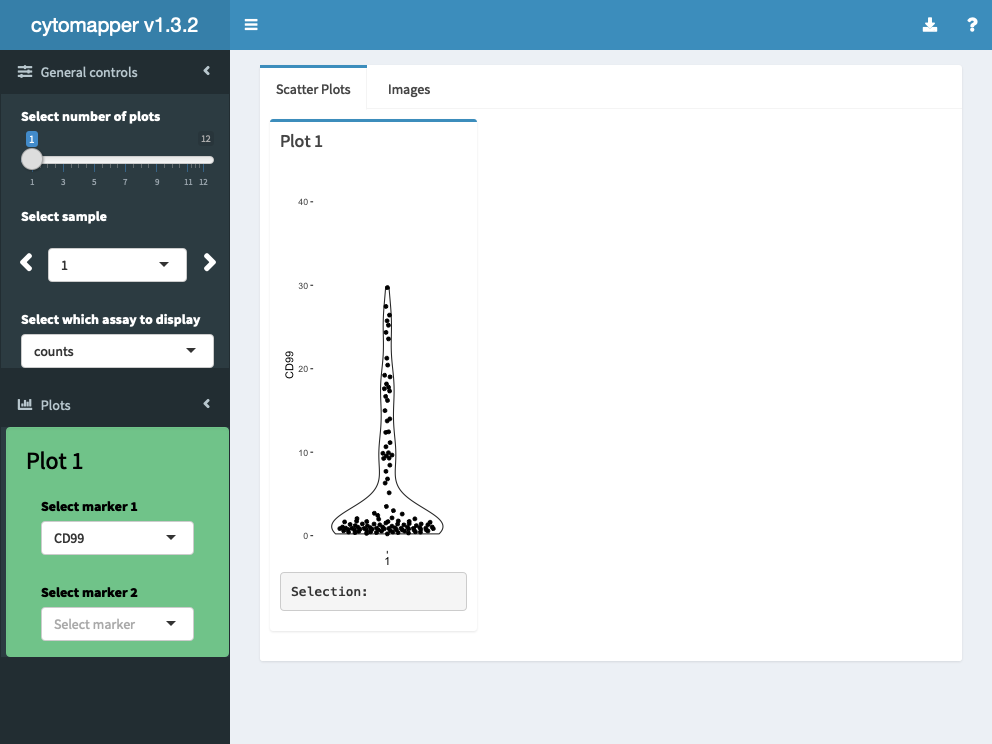 cytomapper v1.3.2
?
General controls
Select number of plots
1
12
1 3 5 7 9 11 12
Select sample
1
Select which assay to display
counts
Plots
Plot 1
Select marker 1
CD99
Select marker 2
Select marker
Scatter Plots
Images
Plot 1
40
30
20
10
0
CD99
1
Selection: